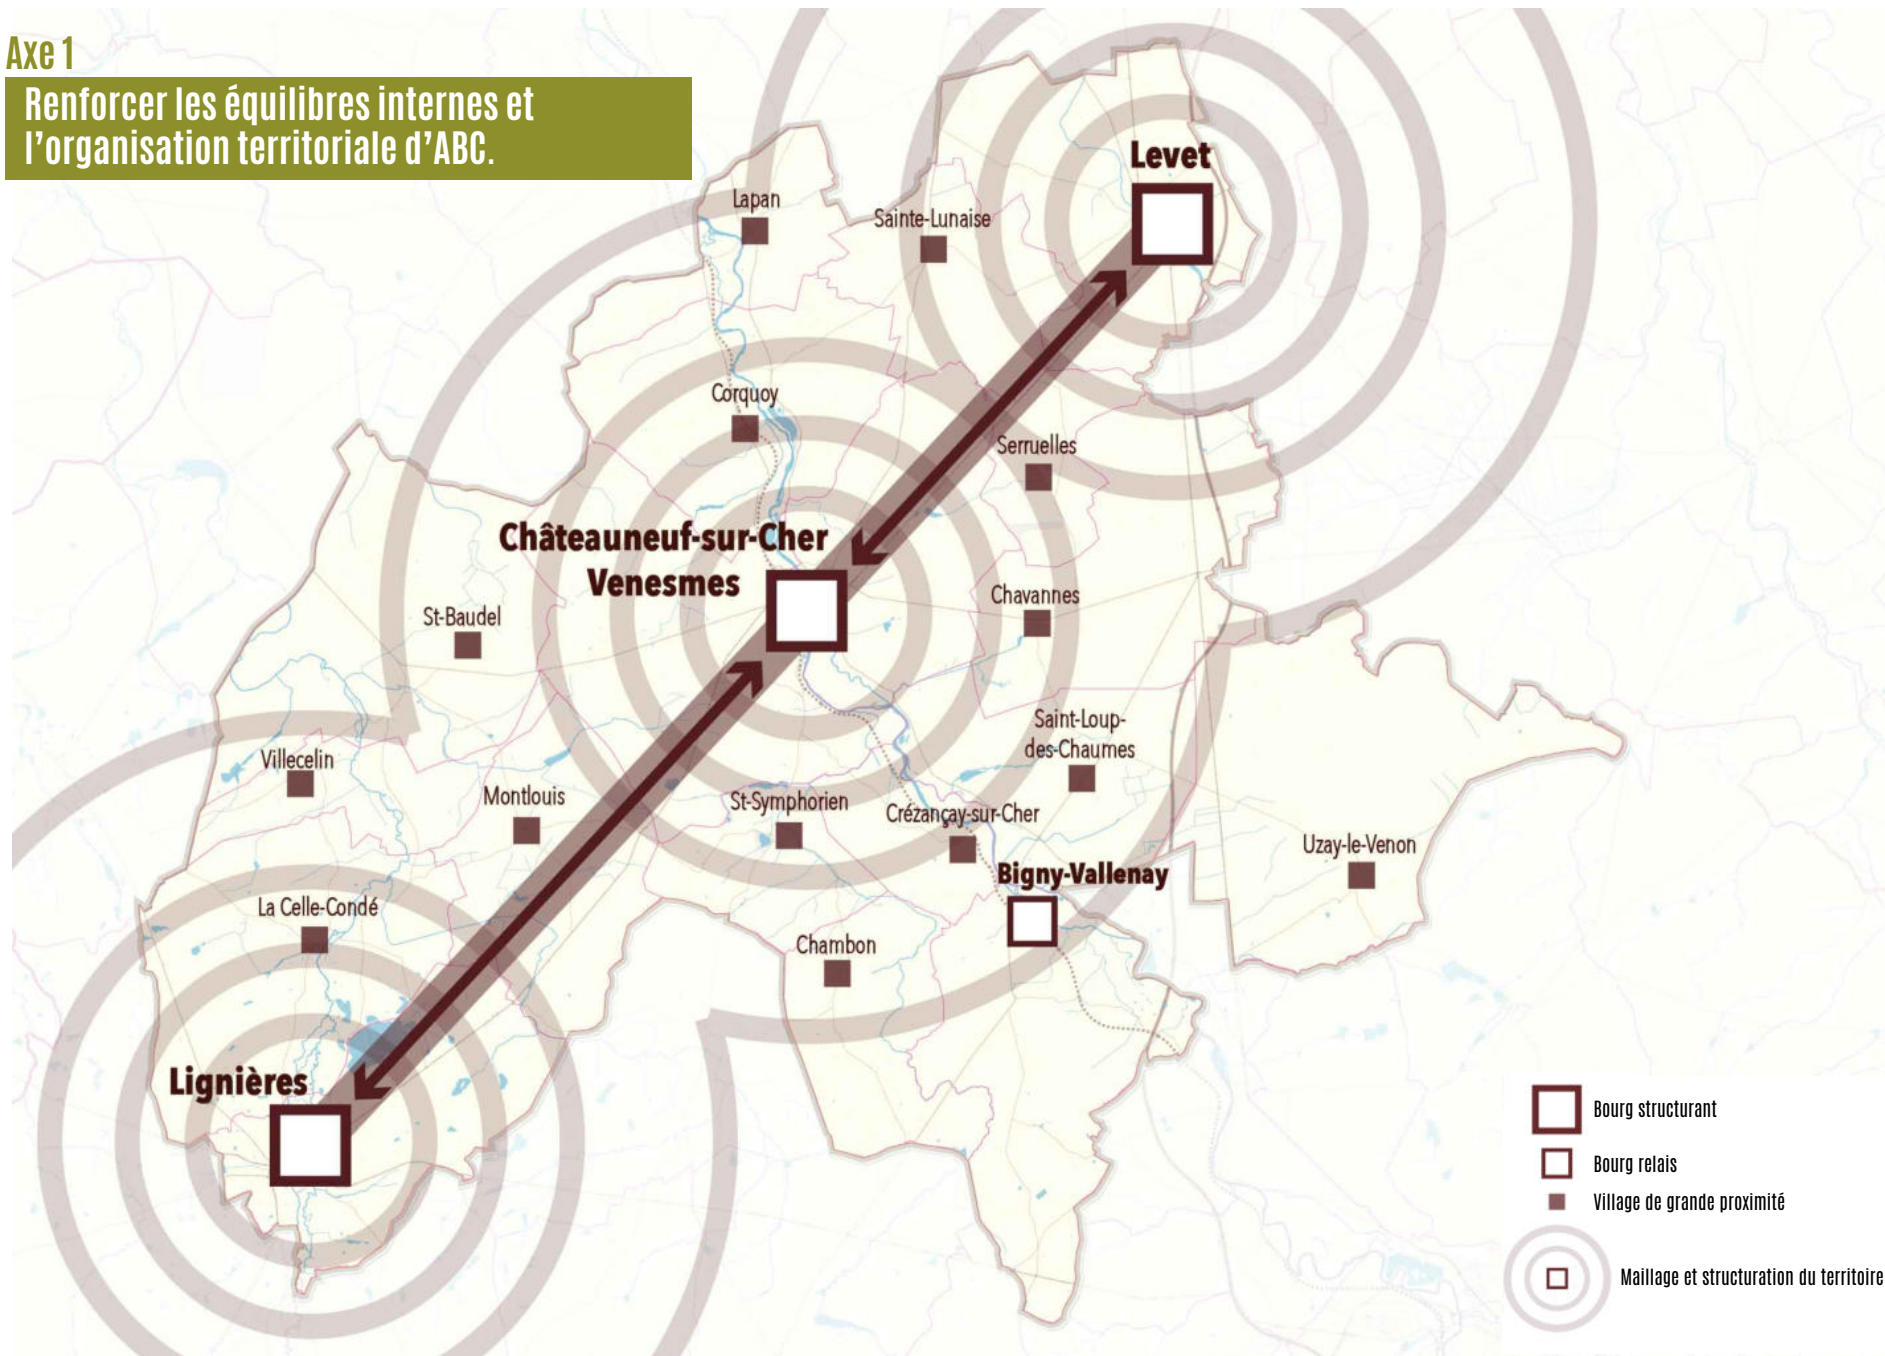 Axe 1
Renforcer les équilibres internes et
l'organisation territoriale d'ABC.
Levet
Lapan
Sainte-Lunaise
Corquoy
Serruelles
Châteauneuf-sur-Cher
Venesmes
Chavannes
St-Baudel
Saint-Loup-
des-Chaumes
Villecelin
Montlouis
St-Symphorien
Crézançay-sur-Cher
Uzay-le-Venon
Bigny-Vallenay
La Celle-Condé
Chambon
Lignières
Bourg structurant
Bourg relais
Village de grande proximité
Maillage et structuration du territoire